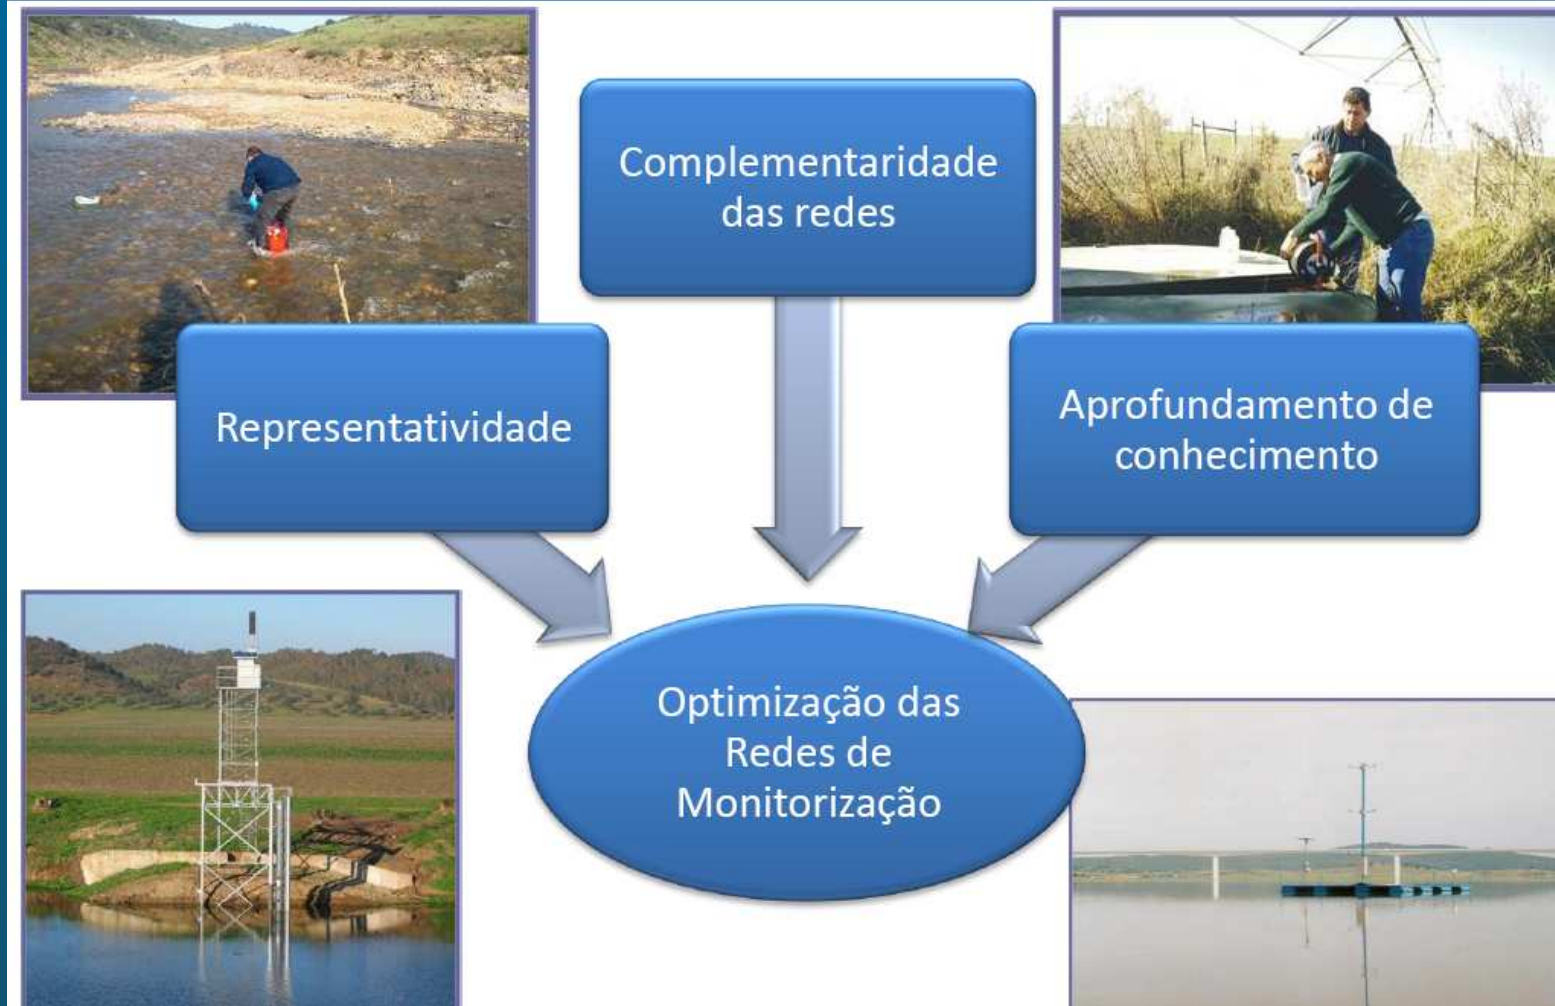 Complementaridade
das redes
Representatividade
Aprofundamento de
conhecimento
Optimização das
Redes de
Monitorização